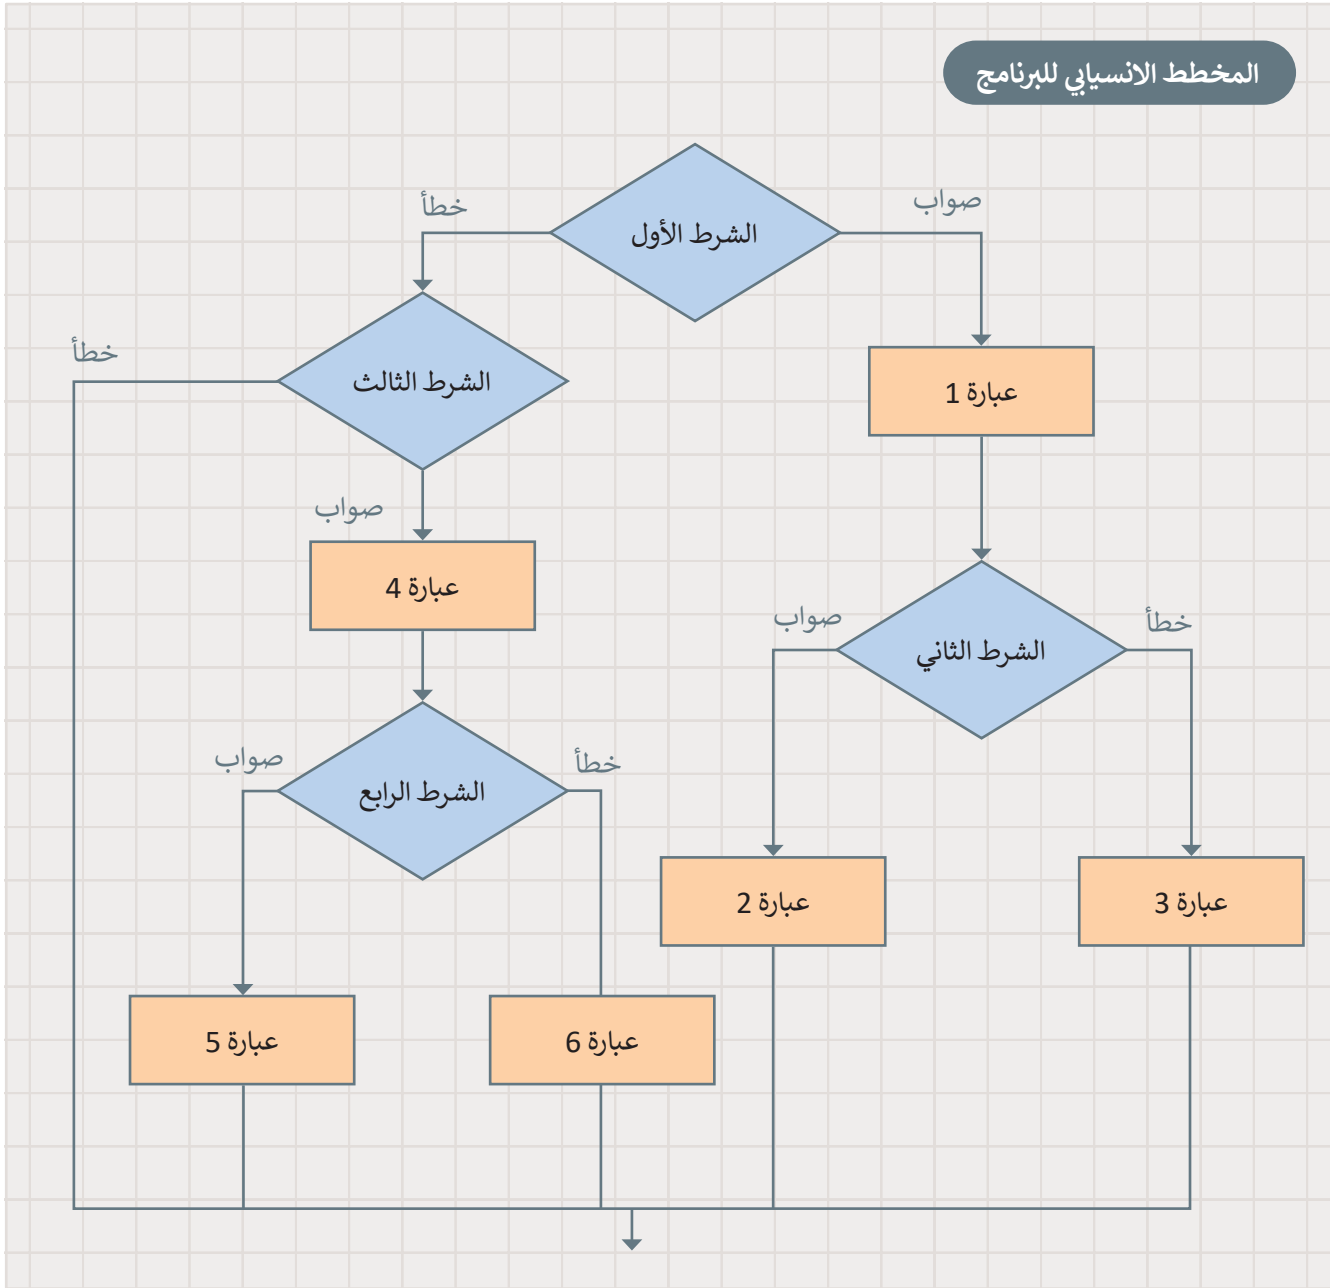 المخطط الانسيابي للبرنامج
صواب
الشرط الأول
خطأ
خطأ
الشرط الثالث
عبارة 1
صواب
عبارة 4
خطأ
الشرط الثاني
صواب
خطأ
الشرط الرابع
صواب
عبارة 3
عبارة 2
عبارة 6
عبارة 5